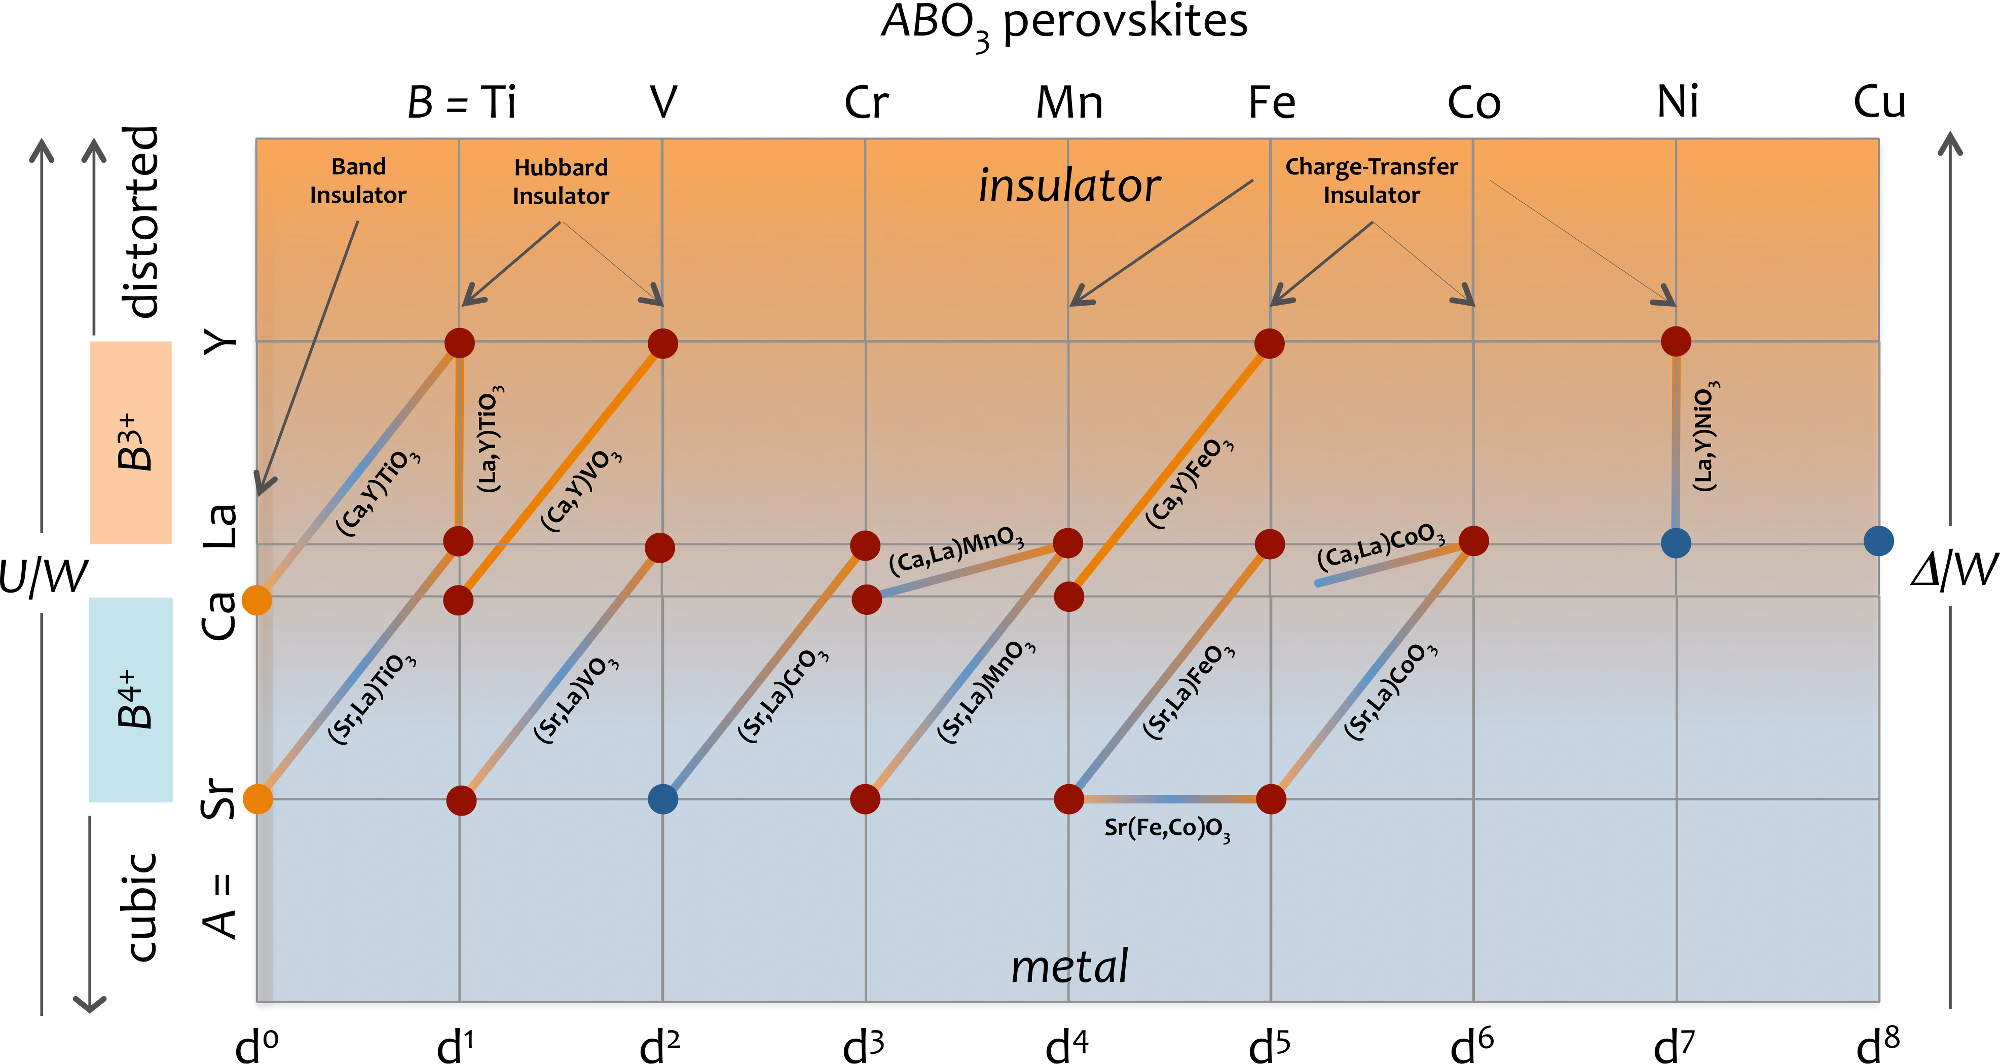 ABO₃ perovskites
B = Ti V Cr Mn Fe Co Ni Cu
distorted
Band
Insulator
Hubbard
Insulator
insulator
Charge-Transfer
Insulator
Y
B³⁺
La
U/W
Δ/W
Ca
B⁴⁺
Sr
A =
cubic
(Ca,Y)TiO₃
(La,Y)TiO₃
(Ca,Y)VO₃
(Ca,Y)FeO₃
(La,Y)NiO₃
(Ca,La)MnO₃
(Ca,La)CoO₃
(Sr,La)TiO₃
(Sr,La)VO₃
(Sr,La)CrO₃
(Sr,La)MnO₃
(Sr,La)FeO₃
(Sr,La)CoO₃
Sr(Fe,Co)O₃
metal
d⁰ d¹ d² d³ d⁴ d⁵ d⁶ d⁷ d⁸